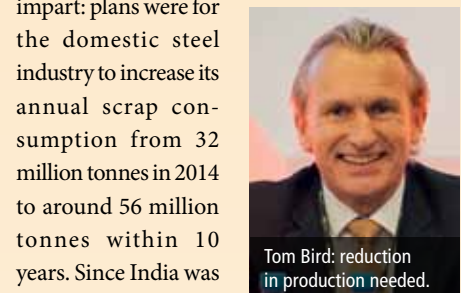 impart: plans were for
the domestic steel
industry to increase its
annual scrap con-
sumption from 32
million tonnes in 2014
to around 56 million
tonnes within 10
years. Since India was
Tom Bird: reduction
in production needed.